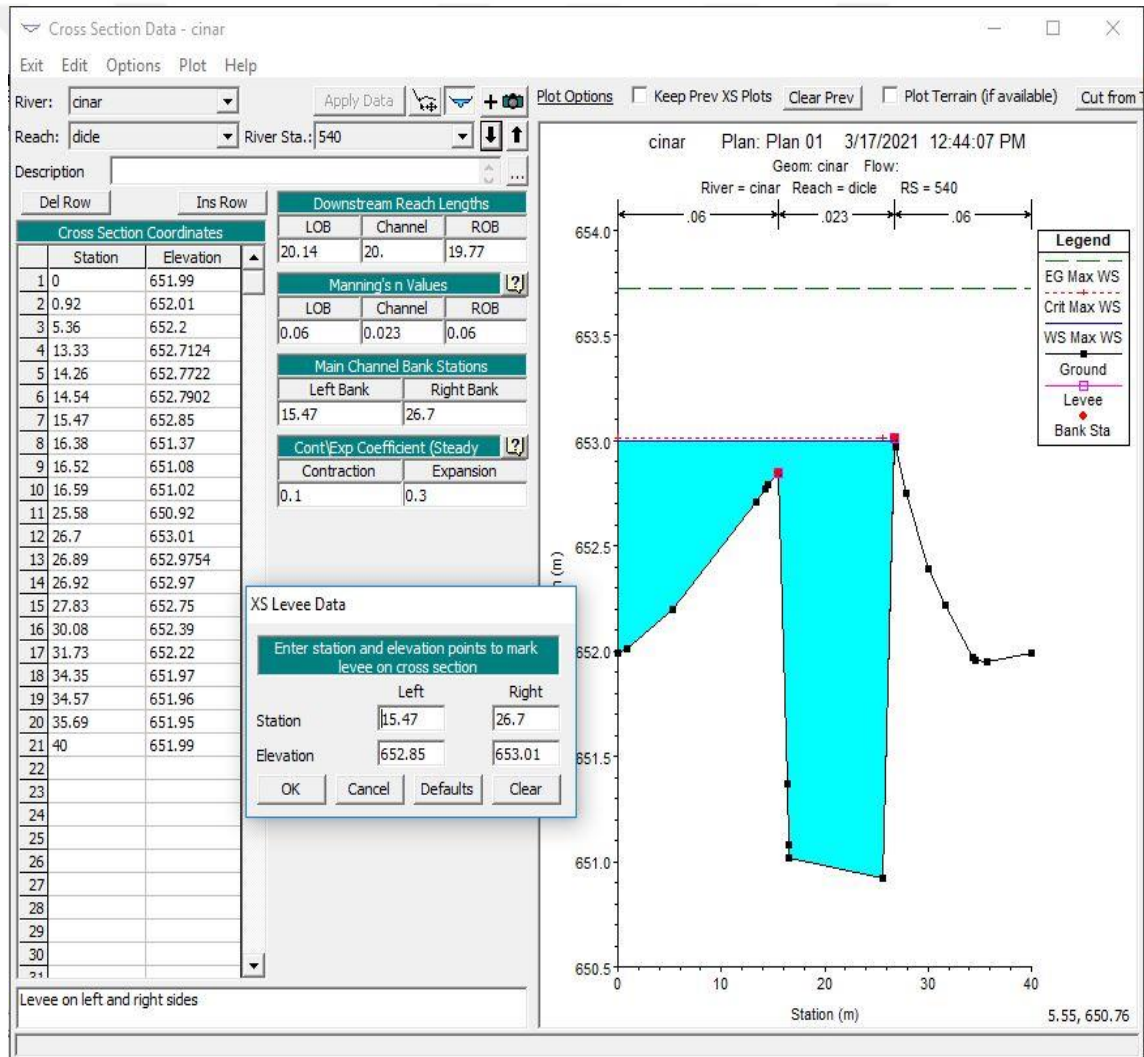 Cross Section Data - cinar
Exit Edit Options Plot Help
River: cinar Apply Data
Reach: dicle River Sta.: 540
Description ...
Del Row Ins Row
Cross Section Coordinates
Station Elevation
1 0 651.99
2 0.92 652.01
3 5.36 652.2
4 13.33 652.7124
5 14.26 652.7722
6 14.54 652.7902
7 15.47 652.85
8 16.38 651.37
9 16.52 651.08
10 16.59 651.02
11 25.58 650.92
12 26.7 653.01
13 26.89 652.9754
14 26.92 652.97
15 27.83 652.75
16 30.08 652.39
17 31.73 652.22
18 34.35 651.97
19 34.57 651.96
20 35.69 651.95
21 40 651.99
22
23
24
25
26
27
28
29
30
31
Downstream Reach Lengths
LOB Channel ROB
20.14 20. 19.77
Manning's n Values
LOB Channel ROB
0.06 0.023 0.06
Main Channel Bank Stations
Left Bank Right Bank
15.47 26.7
Cont\Exp Coefficient (Steady
Contraction Expansion
0.1 0.3
XS Levee Data
Enter station and elevation points to mark
levee on cross section
Left Right
Station 15.47 26.7
Elevation 652.85 653.01
OK Cancel Defaults Clear
Levee on left and right sides
Plot Options Keep Prev XS Plots Clear Prev Plot Terrain (if available) Cut from
cinar Plan: Plan 01 3/17/2021 12:44:07 PM
Geom: cinar Flow:
River = cinar Reach = dicle RS = 540
.06 .023 .06
654.0
653.5
653.0
652.5
652.0
651.5
651.0
650.5
(m)
0 10 20 30 40
Station (m)
Legend
EG Max WS
Crit Max WS
WS Max WS
Ground
Levee
Bank Sta
5.55, 650.76